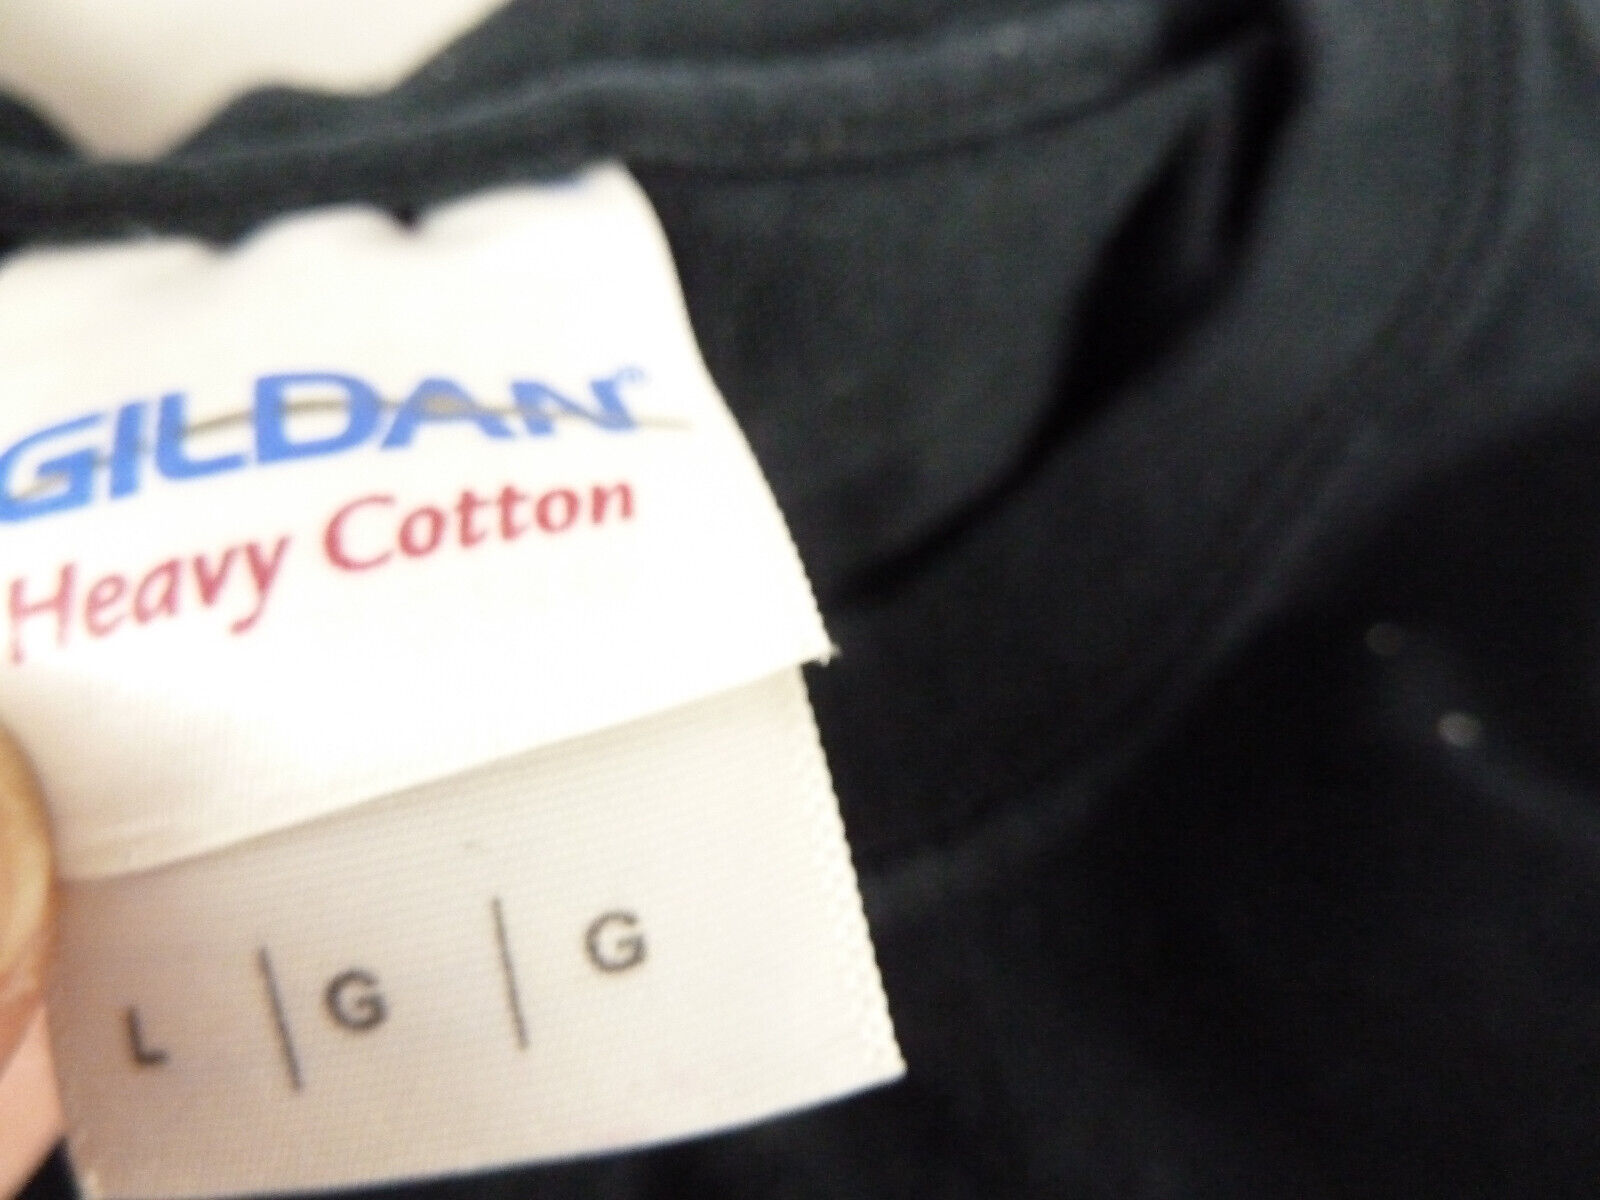 GILDAN®
Heavy Cotton
L | G | G